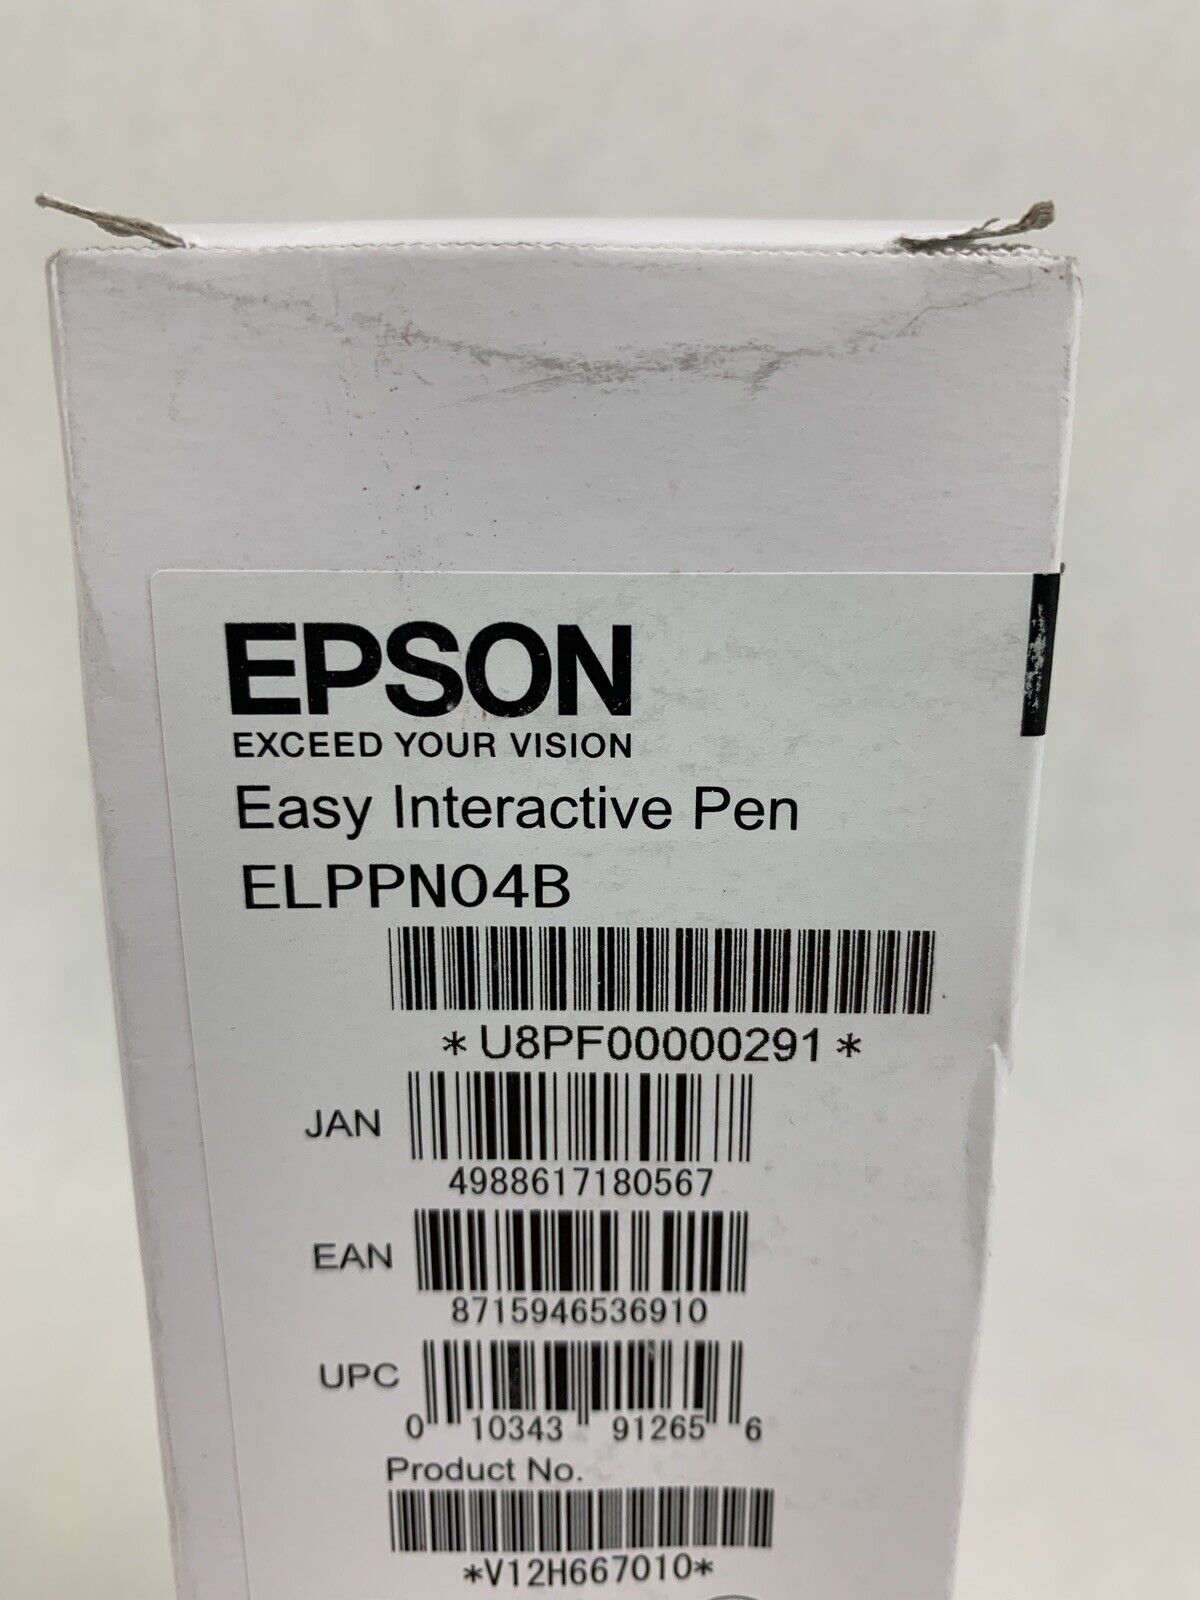 EPSON
EXCEED YOUR VISION
Easy Interactive Pen
ELPPN04B
*U8PF00000291*
JAN
4988617180567
EAN
8715946536910
UPC
0 10343 91265 6
Product No.
*V12H667010*